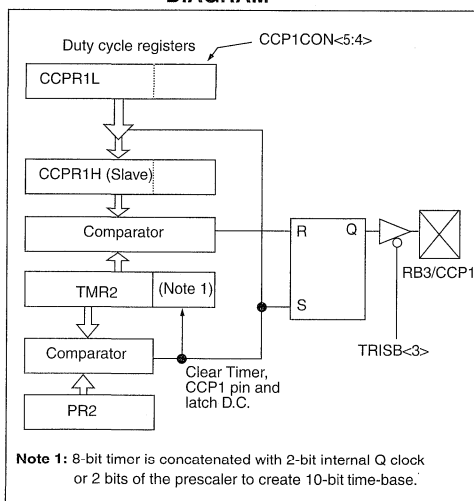 DIAGRAM
Duty cycle registers
CCP1CON<5:4>
CCPR1L
CCPR1H (Slave)
Comparator
R
Q
RB3/CCP1
TMR2
(Note 1)
S
TRISB<3>
Comparator
Clear Timer,
CCP1 pin and
latch D.C.
PR2
Note 1: 8-bit timer is concatenated with 2-bit internal Q clock
or 2 bits of the prescaler to create 10-bit time-base.